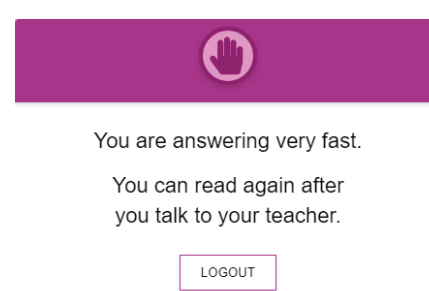 You are answering very fast.
You can read again after
you talk to your teacher.
LOGOUT